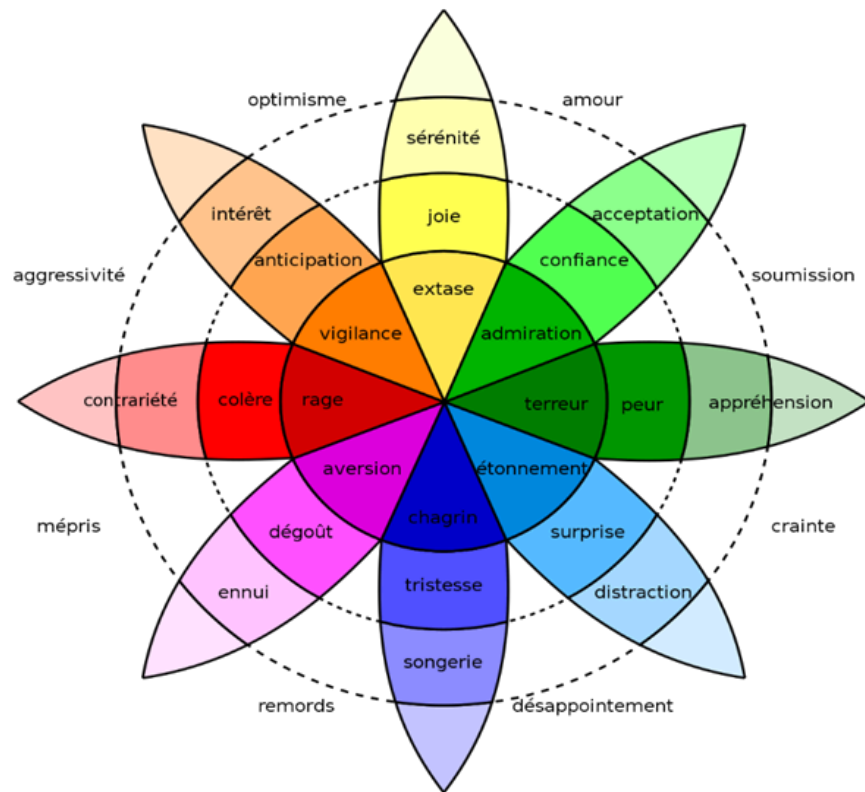 optimisme
amour
sérénité
intérêt
joie
acceptation
anticipation
confiance
aggressivité
soumission
extase
vigilance
admiration
contrariété
colère
rage
terreur
peur
appréhension
aversion
étonnement
chagrin
mépris
dégoût
surprise
crainte
ennui
tristesse
distraction
songerie
remords
désappointement